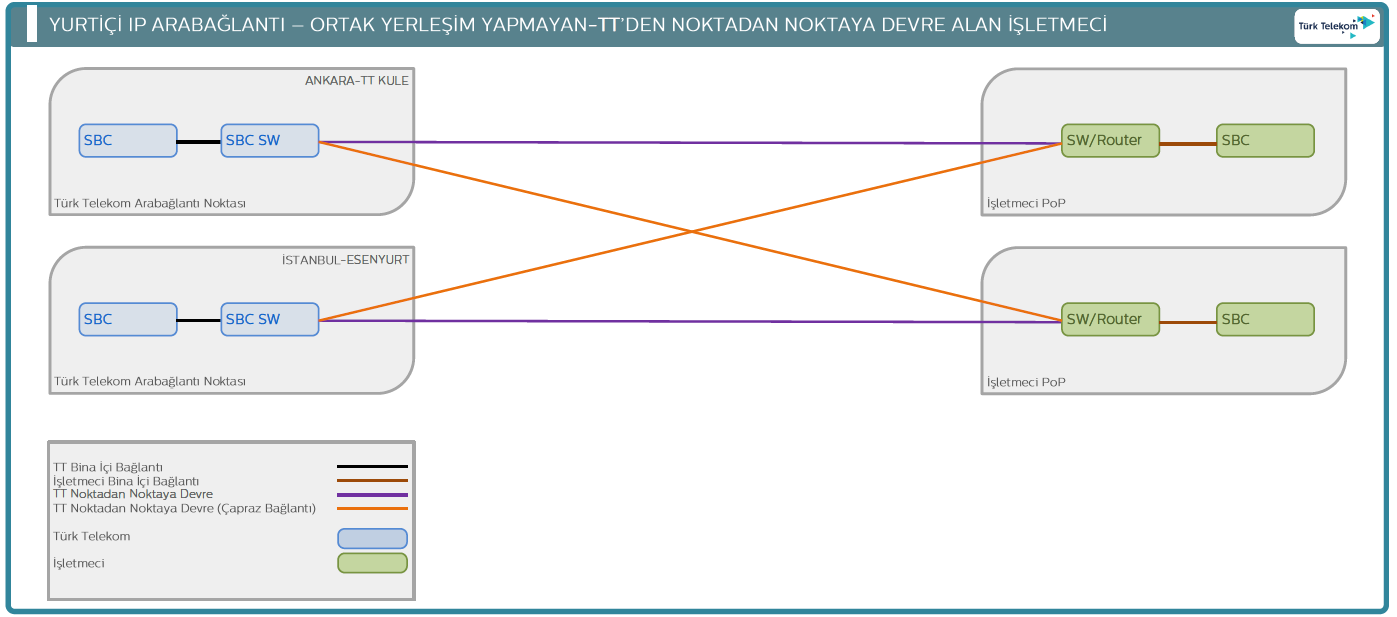 YURTİÇİ IP ARABAĞLANTI – ORTAK YERLEŞİM YAPMAYAN-TT'DEN NOKTADAN NOKTAYA DEVRE ALAN İŞLETMECİ
Türk Telekom
ANKARA-TT KULE
SBC
SBC SW
Türk Telekom Arabağlantı Noktası
SW/Router
SBC
İşletmeci PoP
İSTANBUL-ESENYURT
SBC
SBC SW
Türk Telekom Arabağlantı Noktası
SW/Router
SBC
İşletmeci PoP
TT Bina İçi Bağlantı
İşletmeci Bina İçi Bağlantı
TT Noktadan Noktaya Devre
TT Noktadan Noktaya Devre (Çapraz Bağlantı)
Türk Telekom
İşletmeci